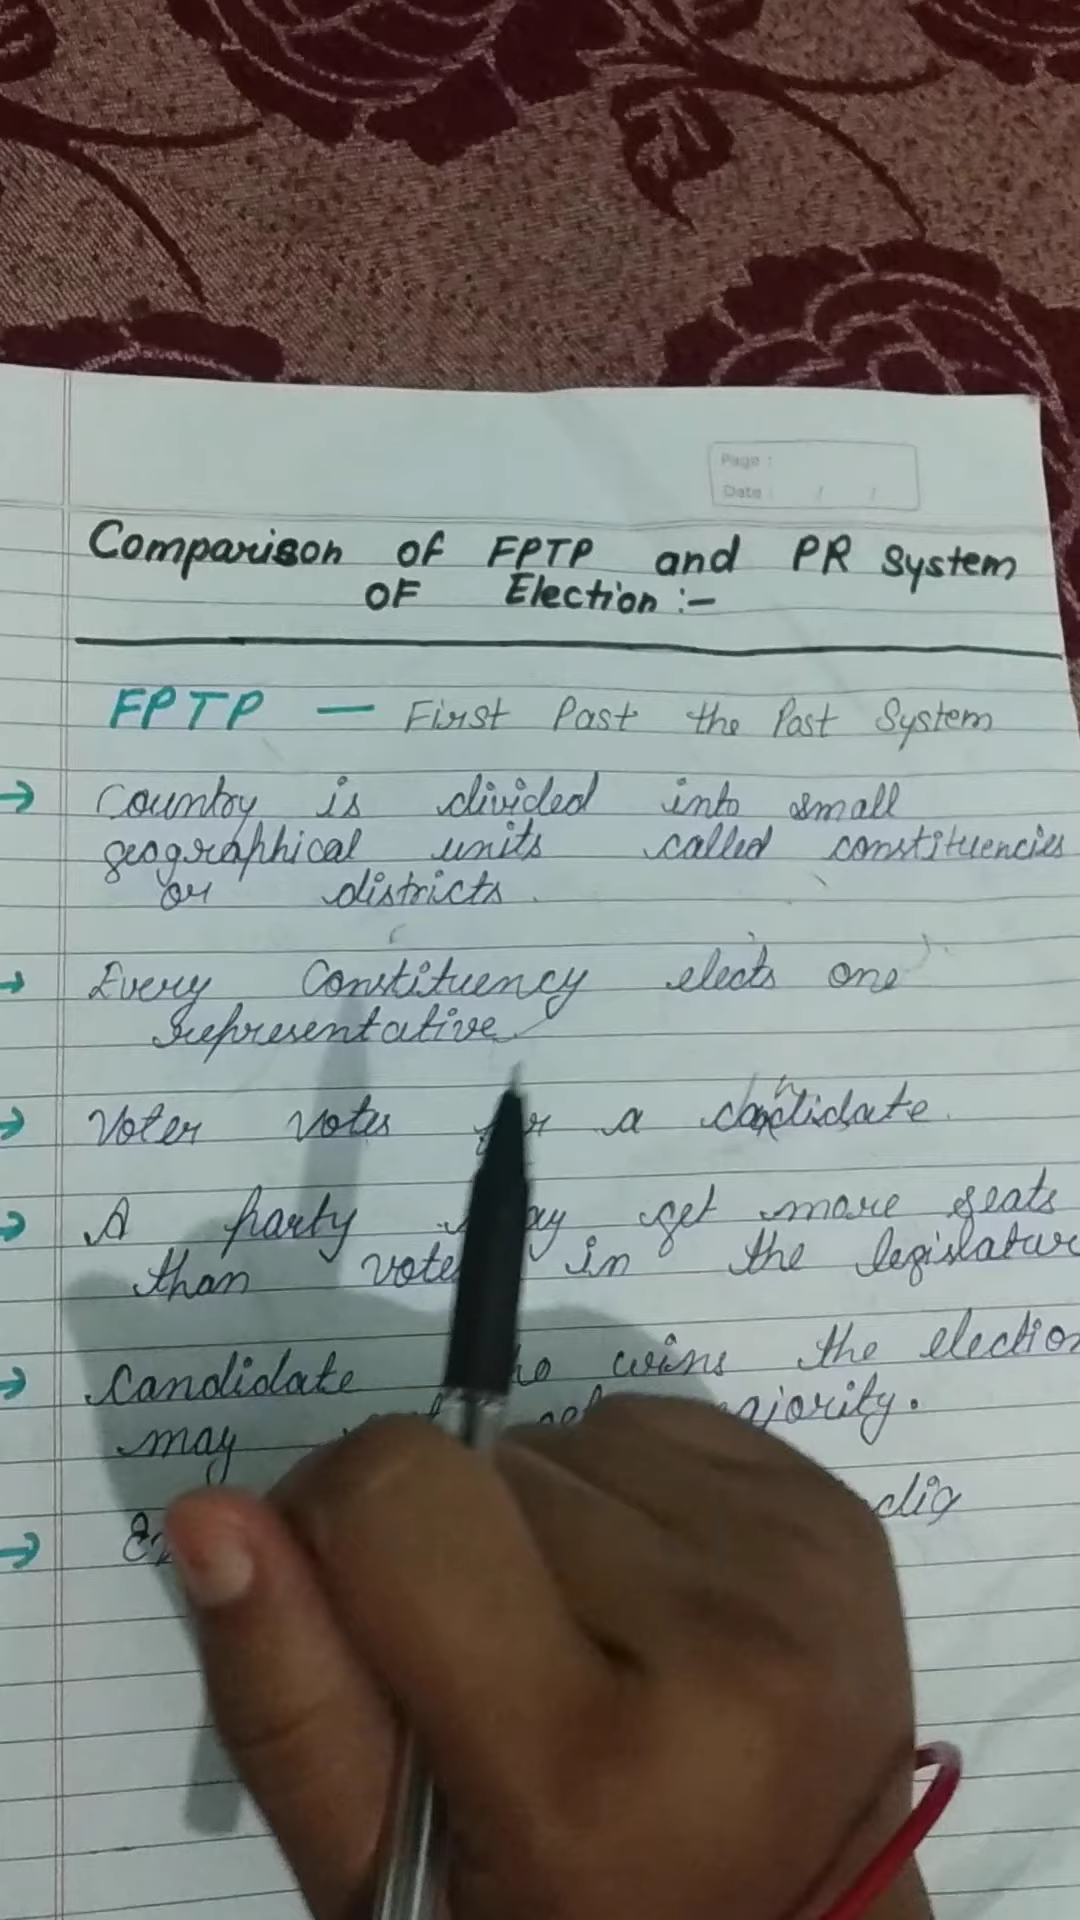 Page :
Date : / /
Comparison OF FPTP and PR System
OF Election :-
FPTP — First Past the Past System
→ Country is divided into small
geographical units called constituencies
or districts.
→ Every Constituency elects one
representative
→ Voter votes a candidate.
→ A party get more seats
than in the
→ Candidate wins the election
may
→